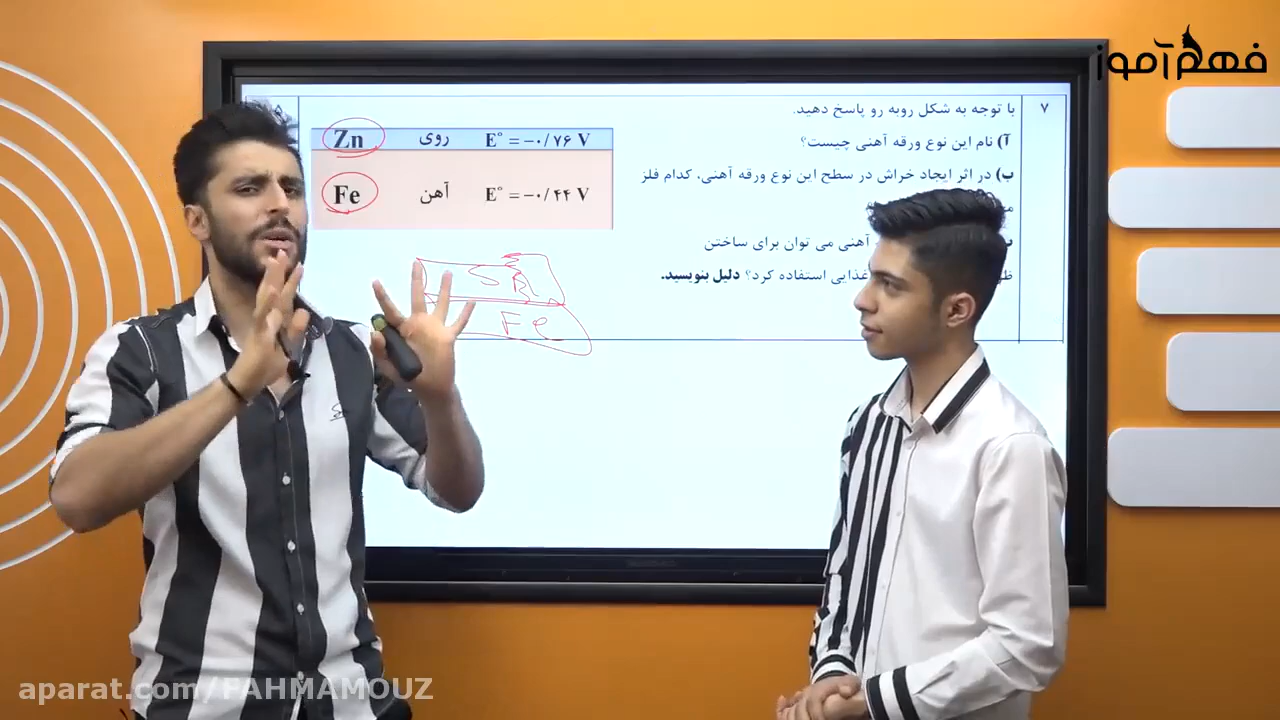 فهم‌آموز
۷
با توجه به شکل روبه رو پاسخ دهید.
آ) نام این نوع ورقه آهنی چیست؟
ب) در اثر ایجاد خراش در سطح این نوع ورقه آهنی، کدام فلز
آهنی می توان برای ساختن
غذایی استفاده کرد؟ دلیل بنویسید.
Zn روی E° = −۰/۷۶ V
Fe آهن E° = −۰/۴۴ V
Sn
Fe
aparat.com/FAHMAMOUZ